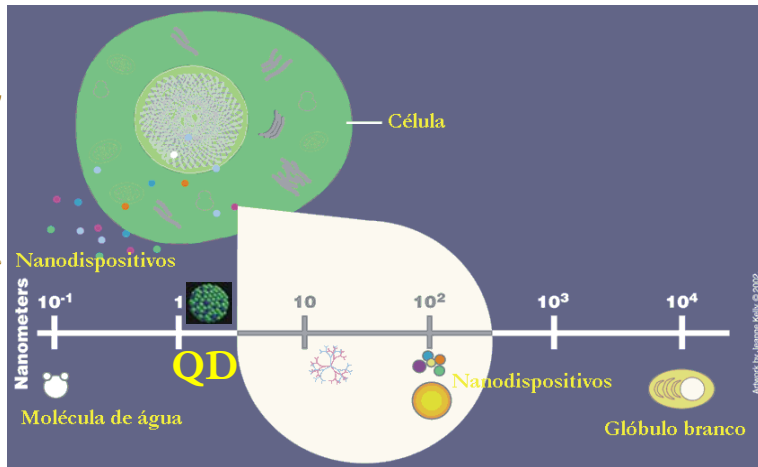 Célula
Nanodispositivos
Nanometers
10⁻¹ 1 10 10² 10³ 10⁴
QD
Nanodispositivos
Molécula de água
Glóbulo branco
Artwork by Jeanne Kelly. © 2002